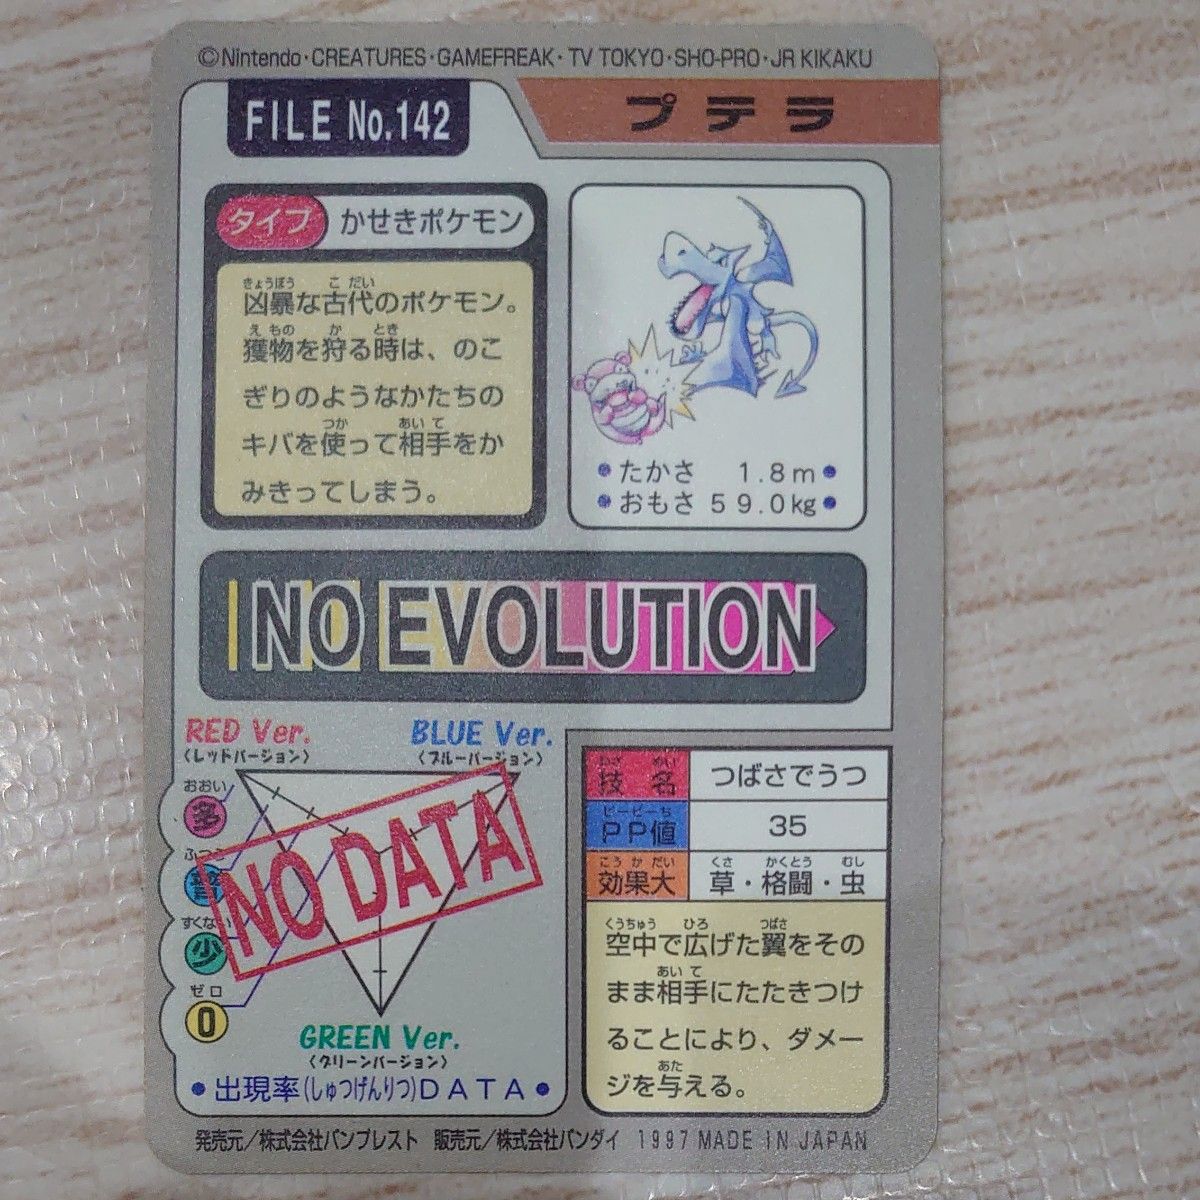 ©Nintendo・CREATURES・GAMEFREAK・TV TOKYO・SHO-PRO・JR KIKAKU
FILE No.142
プテラ
タイプ かせきポケモン
きょうぼう こだい
凶暴な古代のポケモン。
えもの か とき
獲物を狩る時は、のこ
ぎりのようなかたちの
つか あいて
キバを使って相手をか
みきってしまう。
•たかさ 1.8m•
•おもさ 59.0kg•
NO EVOLUTION
RED Ver.
(レッドバージョン)
BLUE Ver.
(ブルーバージョン)
おおい
多
ふつう
普
すくない
少
ゼロ
0
NO DATA
GREEN Ver.
(グリーンバージョン)
•出現率(しゅつげんりつ)DATA•
わざ めい
技名 つばさでうつ
ピーピーち
PP値 35
こうかだい くさ かくとう むし
効果大 草・格闘・虫
くうちゅう ひろ つばさ
空中で広げた翼をその
あいて
まま相手にたたきつけ
ることにより、ダメー
あた
ジを与える。
発売元/株式会社バンプレスト 販売元/株式会社バンダイ 1997 MADE IN JAPAN